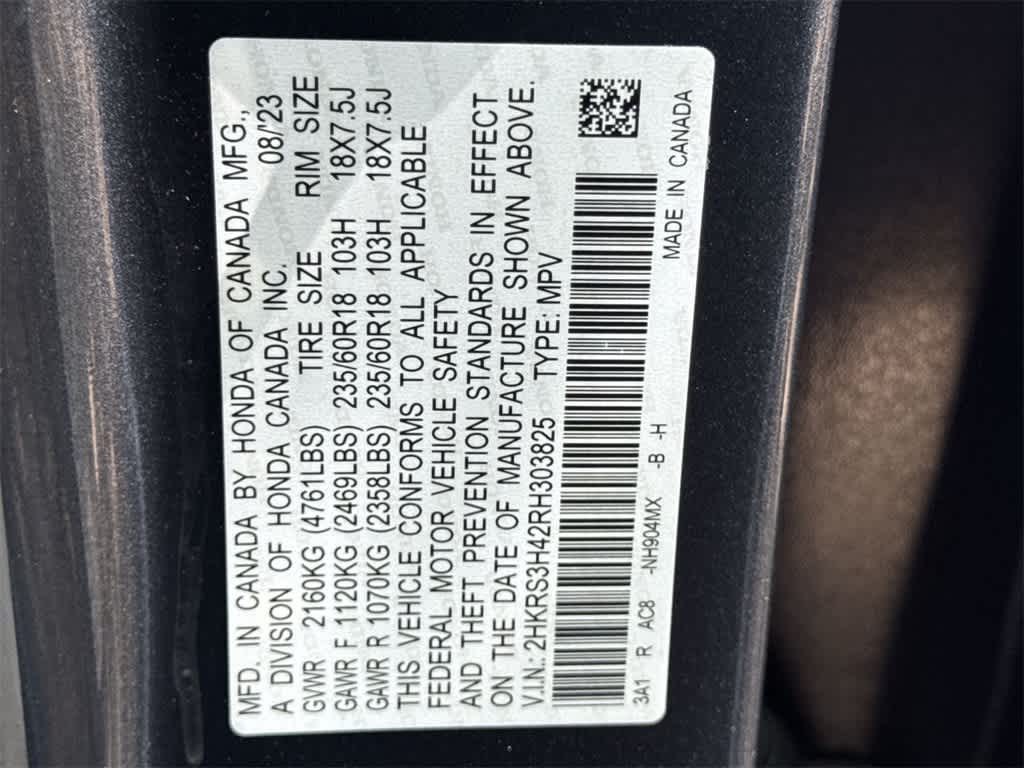 MFD. IN CANADA BY HONDA OF CANADA MFG.,
A DIVISION OF HONDA CANADA INC. 08/'23
GVWR 2160KG (4761LBS) TIRE SIZE RIM SIZE
GAWR F 1120KG (2469LBS) 235/60R18 103H 18X7.5J
GAWR R 1070KG (2358LBS) 235/60R18 103H 18X7.5J
THIS VEHICLE CONFORMS TO ALL APPLICABLE
FEDERAL MOTOR VEHICLE SAFETY
AND THEFT PREVENTION STANDARDS IN EFFECT
ON THE DATE OF MANUFACTURE SHOWN ABOVE.
V.I.N.: 2HKRS3H42RH303825 TYPE: MPV
3A1 R AC8 -NH904MX -B -H
MADE IN CANADA